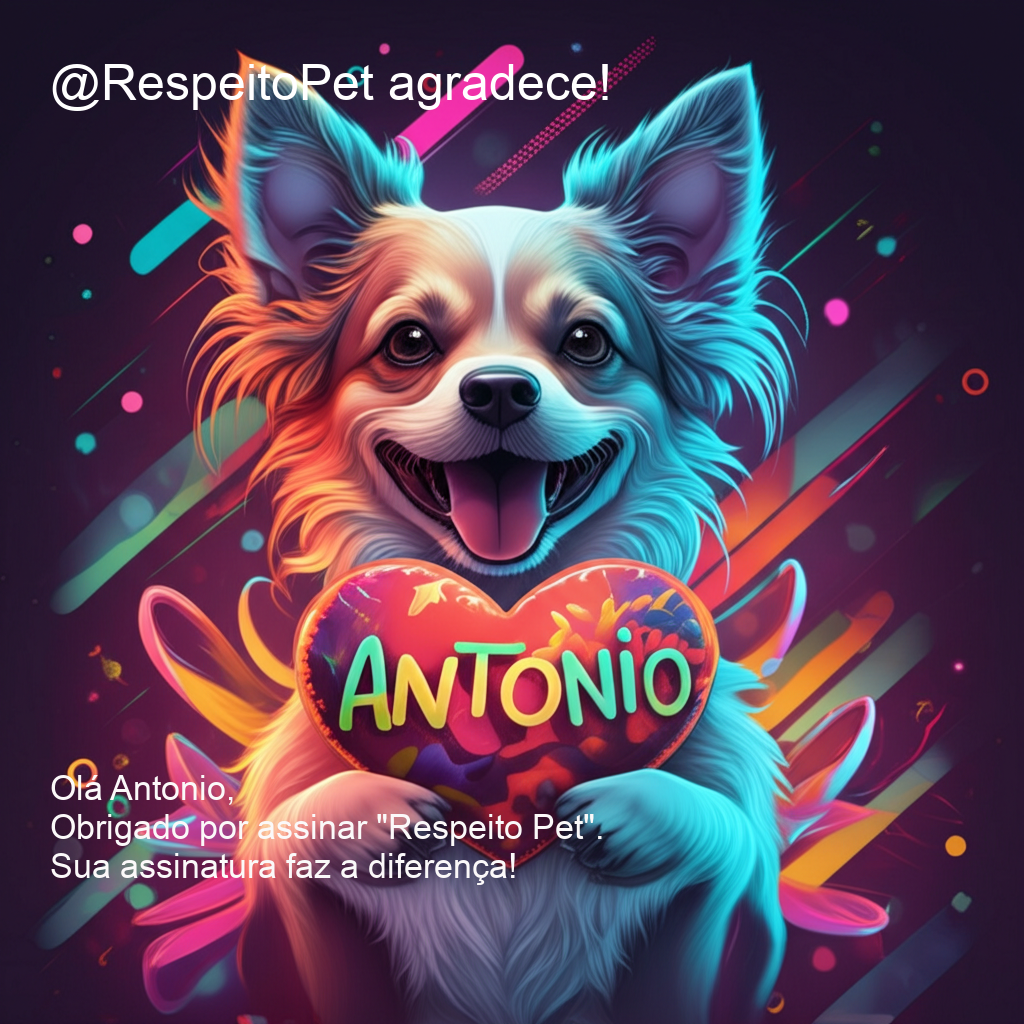 @RespeitoPet agradece!
ANTONiO
Olá Antonio,
Obrigado por assinar "Respeito Pet".
Sua assinatura faz a diferença!